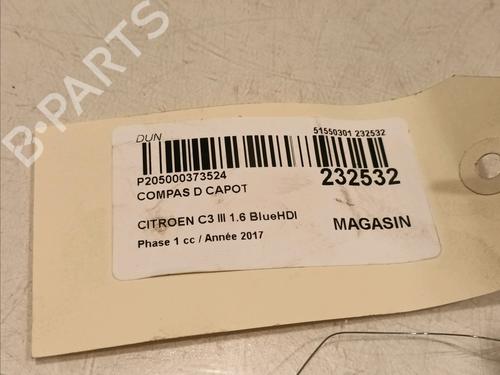 B-PARTS
DUN
51550301 232532
P205000373524
232532
COMPAS D CAPOT
CITROEN C3 III 1.6 BlueHDI
MAGASIN
Phase 1 cc / Année 2017